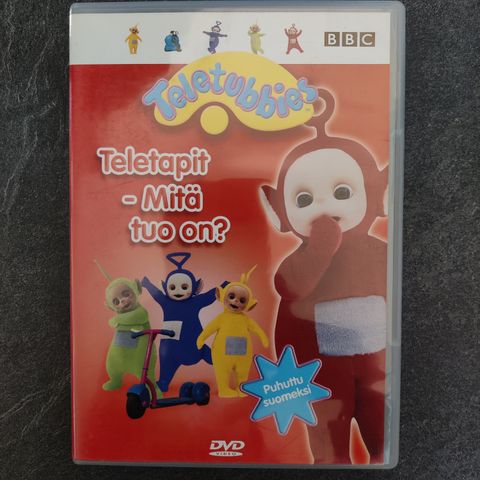 BBC
Teletubbies
Teletapit
- Mitä
tuo on?
Puhuttu
suomeksi
DVD
VIDEO